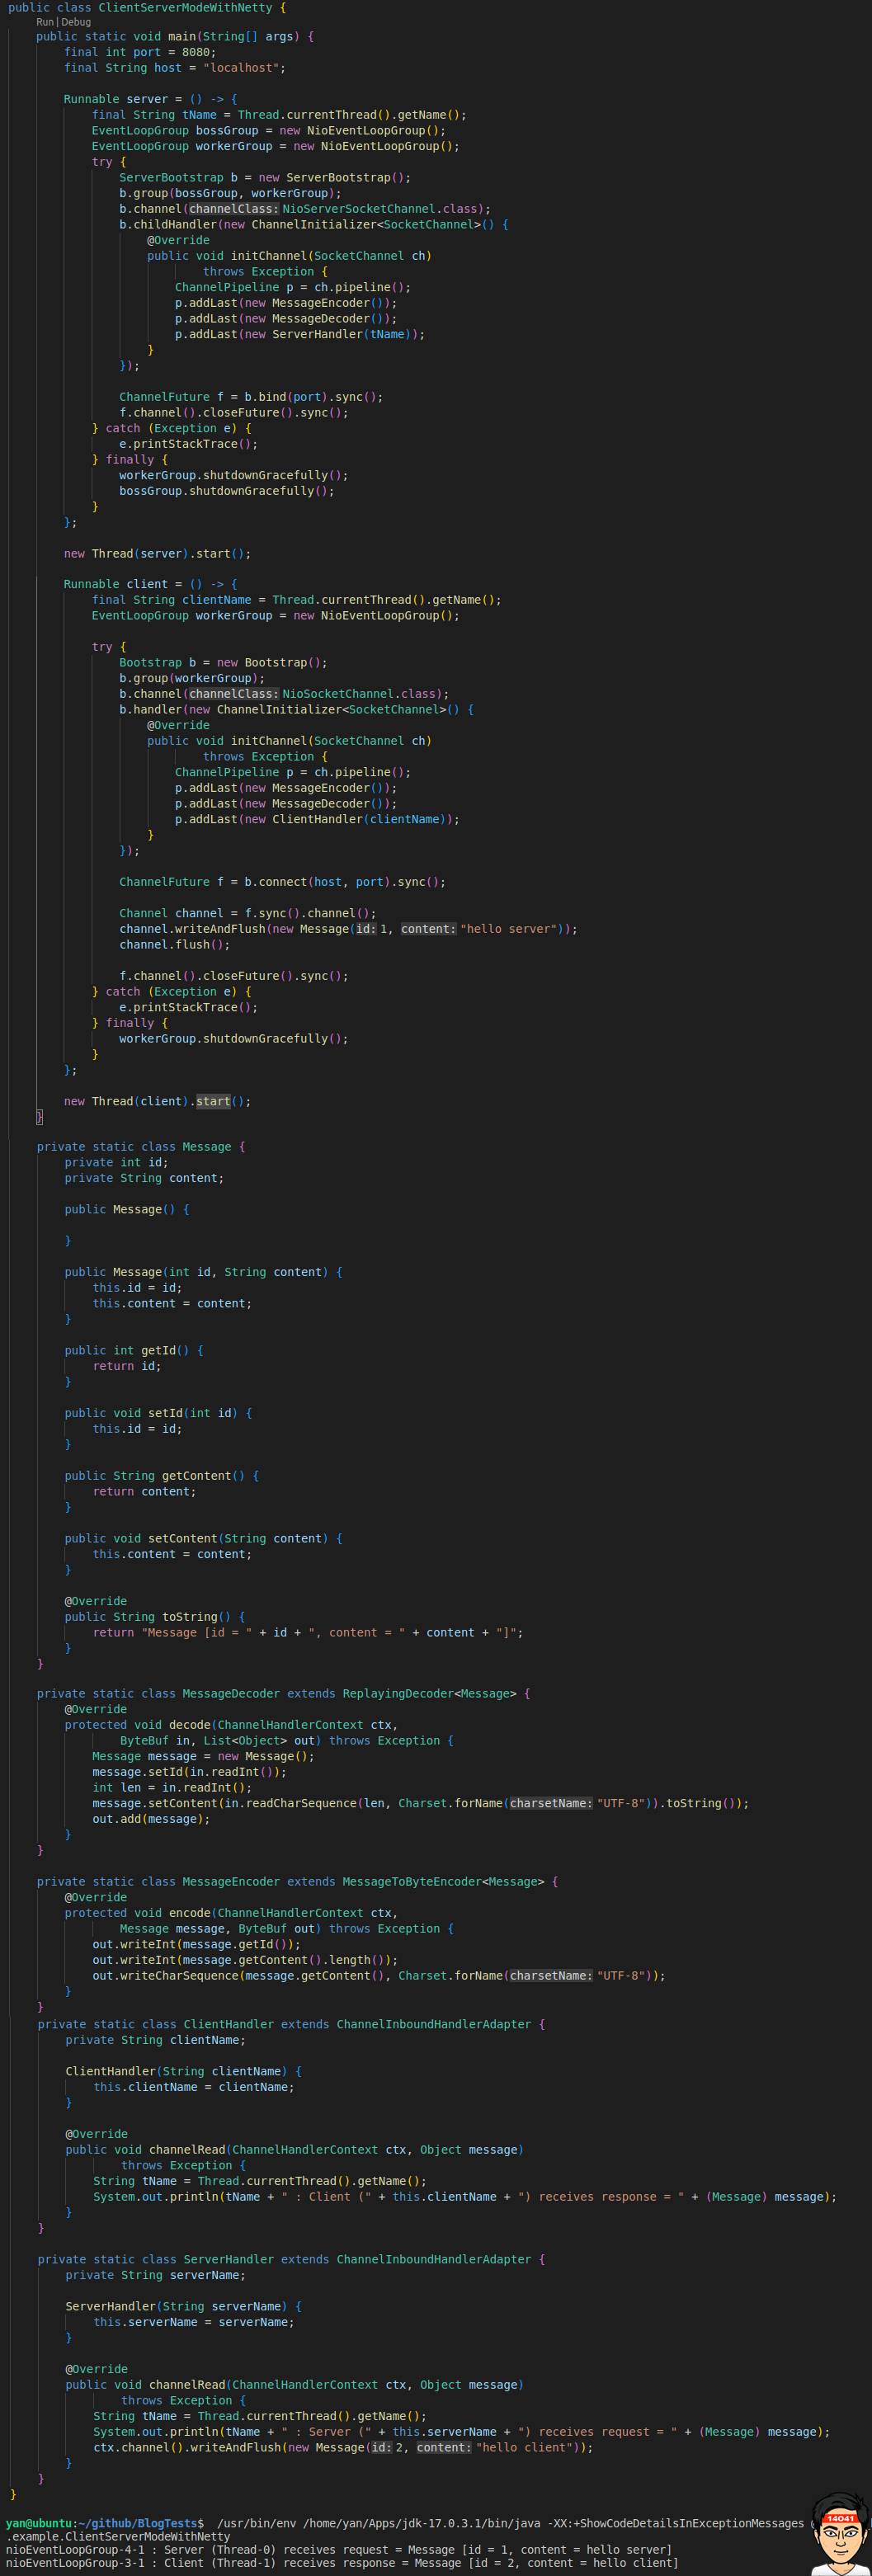 public class ClientServerModeWithNetty {
Run | Debug
public static void main(String[] args) {
final int port = 8080;
final String host = "localhost";
Runnable server = () -> {
final String tName = Thread.currentThread().getName();
EventLoopGroup bossGroup = new NioEventLoopGroup();
EventLoopGroup workerGroup = new NioEventLoopGroup();
try {
ServerBootstrap b = new ServerBootstrap();
b.group(bossGroup, workerGroup);
b.channel(channelClass: NioServerSocketChannel.class);
b.childHandler(new ChannelInitializer<SocketChannel>() {
@Override
public void initChannel(SocketChannel ch)
throws Exception {
ChannelPipeline p = ch.pipeline();
p.addLast(new MessageEncoder());
p.addLast(new MessageDecoder());
p.addLast(new ServerHandler(tName));
}
});
ChannelFuture f = b.bind(port).sync();
f.channel().closeFuture().sync();
} catch (Exception e) {
e.printStackTrace();
} finally {
workerGroup.shutdownGracefully();
bossGroup.shutdownGracefully();
}
};
new Thread(server).start();
Runnable client = () -> {
final String clientName = Thread.currentThread().getName();
EventLoopGroup workerGroup = new NioEventLoopGroup();
try {
Bootstrap b = new Bootstrap();
b.group(workerGroup);
b.channel(channelClass: NioSocketChannel.class);
b.handler(new ChannelInitializer<SocketChannel>() {
@Override
public void initChannel(SocketChannel ch)
throws Exception {
ChannelPipeline p = ch.pipeline();
p.addLast(new MessageEncoder());
p.addLast(new MessageDecoder());
p.addLast(new ClientHandler(clientName));
}
});
ChannelFuture f = b.connect(host, port).sync();
Channel channel = f.sync().channel();
channel.writeAndFlush(new Message(id: 1, content: "hello server"));
channel.flush();
f.channel().closeFuture().sync();
} catch (Exception e) {
e.printStackTrace();
} finally {
workerGroup.shutdownGracefully();
}
};
new Thread(client).start();
}
private static class Message {
private int id;
private String content;
public Message() {
}
public Message(int id, String content) {
this.id = id;
this.content = content;
}
public int getId() {
return id;
}
public void setId(int id) {
this.id = id;
}
public String getContent() {
return content;
}
public void setContent(String content) {
this.content = content;
}
@Override
public String toString() {
return "Message [id = " + id + ", content = " + content + "]";
}
}
private static class MessageDecoder extends ReplayingDecoder<Message> {
@Override
protected void decode(ChannelHandlerContext ctx,
ByteBuf in, List<Object> out) throws Exception {
Message message = new Message();
message.setId(in.readInt());
int len = in.readInt();
message.setContent(in.readCharSequence(len, Charset.forName(charsetName: "UTF-8")).toString());
out.add(message);
}
}
private static class MessageEncoder extends MessageToByteEncoder<Message> {
@Override
protected void encode(ChannelHandlerContext ctx,
Message message, ByteBuf out) throws Exception {
out.writeInt(message.getId());
out.writeInt(message.getContent().length());
out.writeCharSequence(message.getContent(), Charset.forName(charsetName: "UTF-8"));
}
}
private static class ClientHandler extends ChannelInboundHandlerAdapter {
private String clientName;
ClientHandler(String clientName) {
this.clientName = clientName;
}
@Override
public void channelRead(ChannelHandlerContext ctx, Object message)
throws Exception {
String tName = Thread.currentThread().getName();
System.out.println(tName + " : Client (" + this.clientName + ") receives response = " + (Message) message);
}
}
private static class ServerHandler extends ChannelInboundHandlerAdapter {
private String serverName;
ServerHandler(String serverName) {
this.serverName = serverName;
}
@Override
public void channelRead(ChannelHandlerContext ctx, Object message)
throws Exception {
String tName = Thread.currentThread().getName();
System.out.println(tName + " : Server (" + this.serverName + ") receives request = " + (Message) message);
ctx.channel().writeAndFlush(new Message(id: 2, content: "hello client"));
}
}
}
14041
yan@ubuntu:~/github/BlogTests$ /usr/bin/env /home/yan/Apps/jdk-17.0.3.1/bin/java -XX:+ShowCodeDetailsInExceptionMessages
.example.ClientServerModeWithNetty
nioEventLoopGroup-4-1 : Server (Thread-0) receives request = Message [id = 1, content = hello server]
nioEventLoopGroup-3-1 : Client (Thread-1) receives response = Message [id = 2, content = hello client]